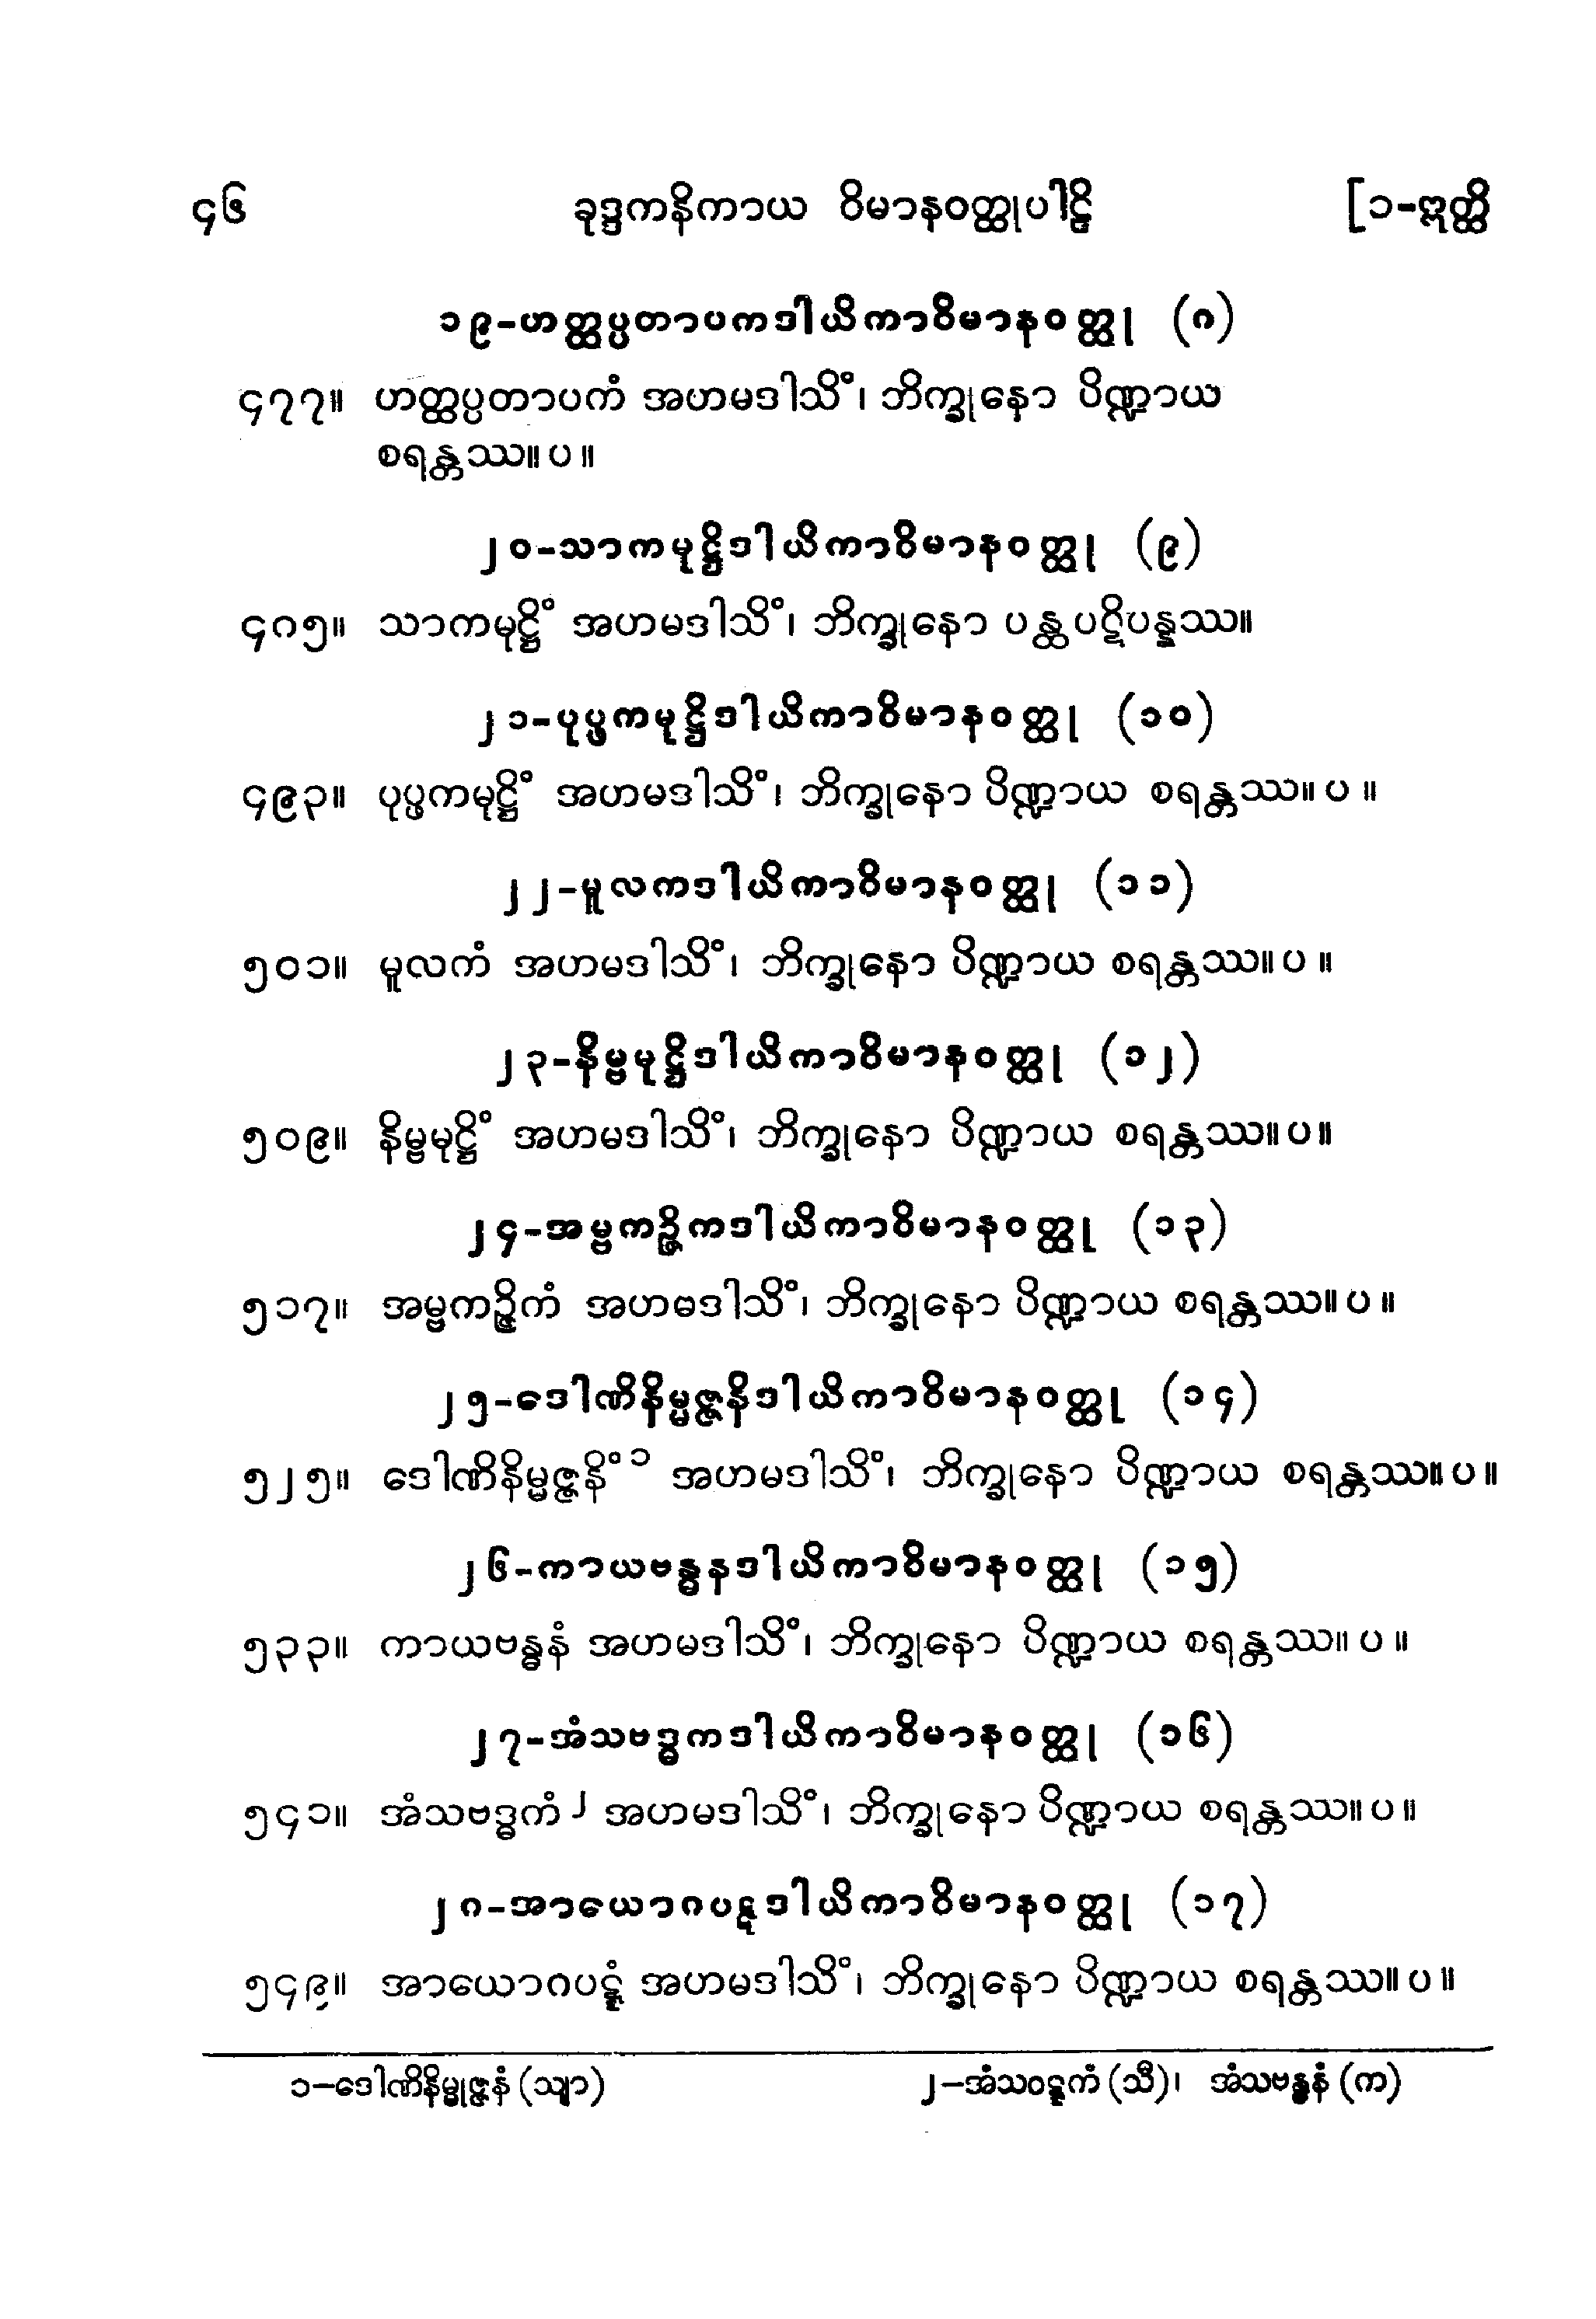 ၄၆ ခုဒ္ဒကနိကာယ ဝိမာနဝတ္ထုပါဠိ [၁-ဣတ္ထိ
၁၉-ဟတ္ထပ္ပတာပကဒါယိကာဝိမာနဝတ္ထု (၈)
၄၇၇။ ဟတ္ထပ္ပတာပကံ အဟမဒါသိံ၊ ဘိက္ခုနော ပိဏ္ဍာယ
စရန္တဿ။ပ။
၂၀-သာကမုဋ္ဌိဒါယိကာဝိမာနဝတ္ထု (၉)
၄၈၅။ သာကမုဋ္ဌိံ အဟမဒါသိံ၊ ဘိက္ခုနော ပန္ထပဋိပန္နဿ။
၂၁-ပုပ္ဖကမုဋ္ဌိဒါယိကာဝိမာနဝတ္ထု (၁၀)
၄၉၃။ ပုပ္ဖကမုဋ္ဌိံ အဟမဒါသိံ၊ ဘိက္ခုနော ပိဏ္ဍာယ စရန္တဿ။ပ။
၂၂-မူလကဒါယိကာဝိမာနဝတ္ထု (၁၁)
၅၀၁။ မူလကံ အဟမဒါသိံ၊ ဘိက္ခုနော ပိဏ္ဍာယ စရန္တဿ။ပ။
၂၃-နိမ္ဗမုဋ္ဌိဒါယိကာဝိမာနဝတ္ထု (၁၂)
၅၀၉။ နိမ္ဗမုဋ္ဌိံ အဟမဒါသိံ၊ ဘိက္ခုနော ပိဏ္ဍာယ စရန္တဿ။ပ။
၂၄-အမ္ဗကဉ္ဇိကဒါယိကာဝိမာနဝတ္ထု (၁၃)
၅၁၇။ အမ္ဗကဉ္ဇိကံ အဟမဒါသိံ၊ ဘိက္ခုနော ပိဏ္ဍာယ စရန္တဿ။ပ။
၂၅-ဒေါဏိနိမ္မဇ္ဇနိဒါယိကာဝိမာနဝတ္ထု (၁၄)
၅၂၅။ ဒေါဏိနိမ္မဇ္ဇနိံ ၁ အဟမဒါသိံ၊ ဘိက္ခုနော ပိဏ္ဍာယ စရန္တဿ။ပ။
၂၆-ကာယဗန္ဓနဒါယိကာဝိမာနဝတ္ထု (၁၅)
၅၃၃။ ကာယဗန္ဓနံ အဟမဒါသိံ၊ ဘိက္ခုနော ပိဏ္ဍာယ စရန္တဿ။ပ။
၂၇-အံသဗဒ္ဓကဒါယိကာဝိမာနဝတ္ထု (၁၆)
၅၄၁။ အံသဗဒ္ဓကံ ၂ အဟမဒါသိံ၊ ဘိက္ခုနော ပိဏ္ဍာယ စရန္တဿ။ပ။
၂၈-အာယောဂပဋ္ဋဒါယိကာဝိမာနဝတ္ထု (၁၇)
၅၄၉။ အာယောဂပဋ္ဋံ အဟမဒါသိံ၊ ဘိက္ခုနော ပိဏ္ဍာယ စရန္တဿ။ပ။
၁–ဒေါဏိနိမ္မုဇ္ဇနံ (သျာ) ၂–အံသဝဋ္ဋကံ (သီ)၊ အံသဗန္ဓနံ (က)